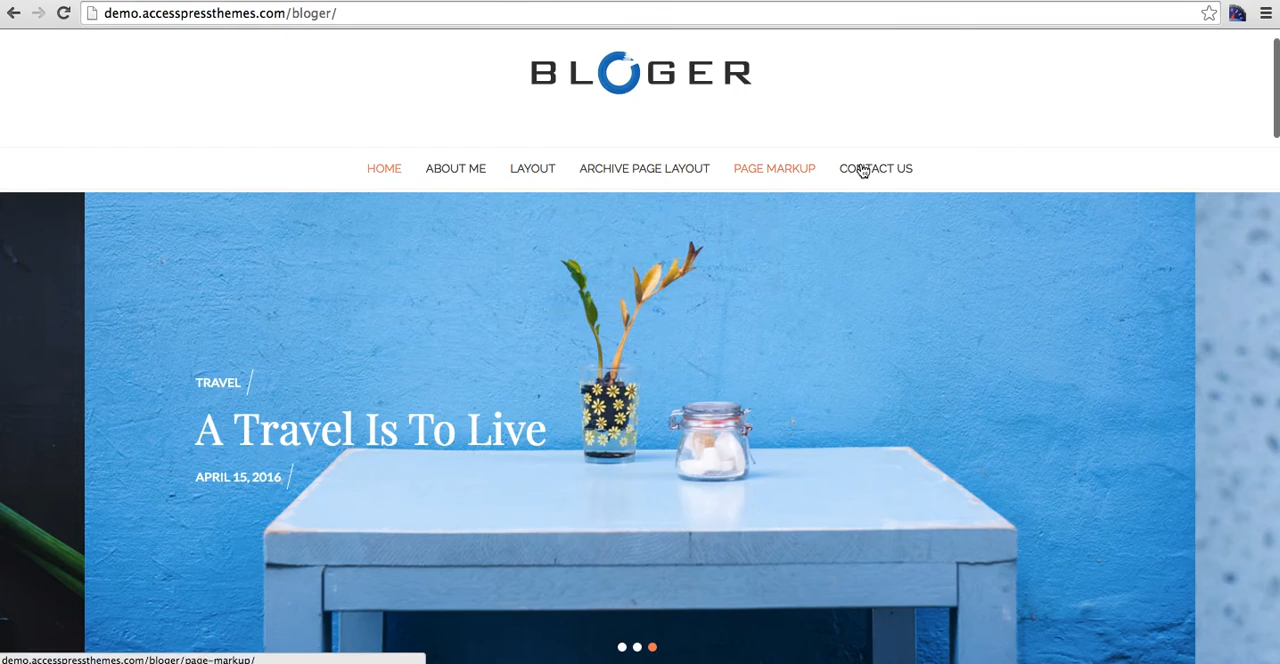 demo.accesspressthemes.com/bloger/
BLOGER
HOME ABOUT ME LAYOUT ARCHIVE PAGE LAYOUT PAGE MARKUP CONTACT US
TRAVEL
A Travel Is To Live
APRIL 15, 2016
demo.accesspressthemes.com/bloger/page-markup/